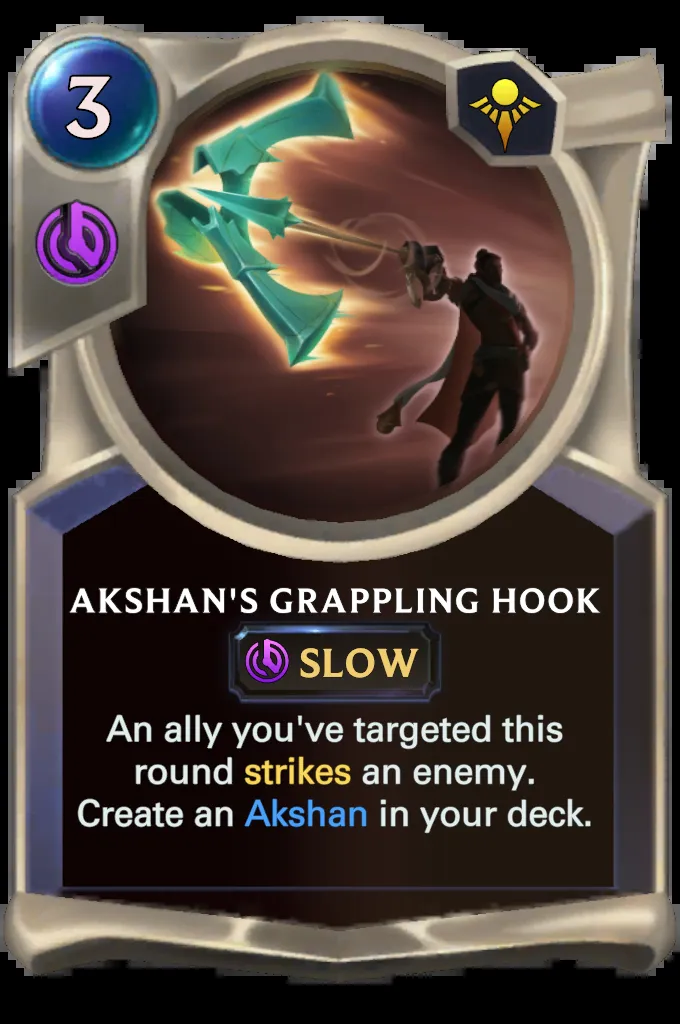 3
AKSHAN'S GRAPPLING HOOK
SLOW
An ally you've targeted this
round strikes an enemy.
Create an Akshan in your deck.